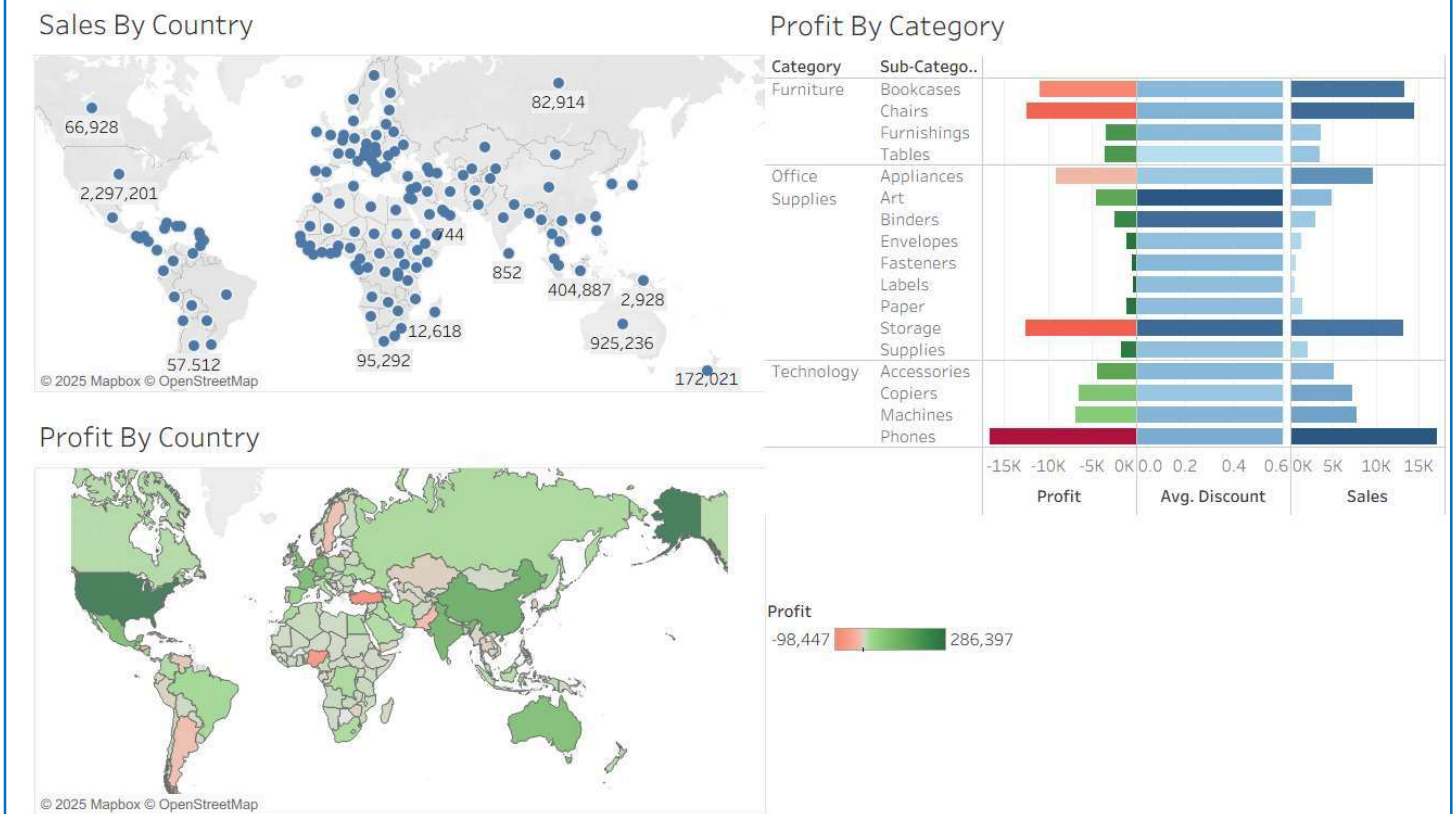 Sales By Country
82,914
66,928
2,297,201
744
852
404,887
2,928
12,618
925,236
95,292
57.512
172,021
© 2025 Mapbox © OpenStreetMap
Profit By Country
© 2025 Mapbox © OpenStreetMap
Profit By Category
Category Sub-Catego..
Furniture Bookcases
Chairs
Furnishings
Tables
Office Appliances
Supplies Art
Binders
Envelopes
Fasteners
Labels
Paper
Storage
Supplies
Technology Accessories
Copiers
Machines
Phones
-15K -10K -5K 0K 0.0 0.2 0.4 0.6 0K 5K 10K 15K
Profit Avg. Discount Sales
Profit
-98,447 286,397